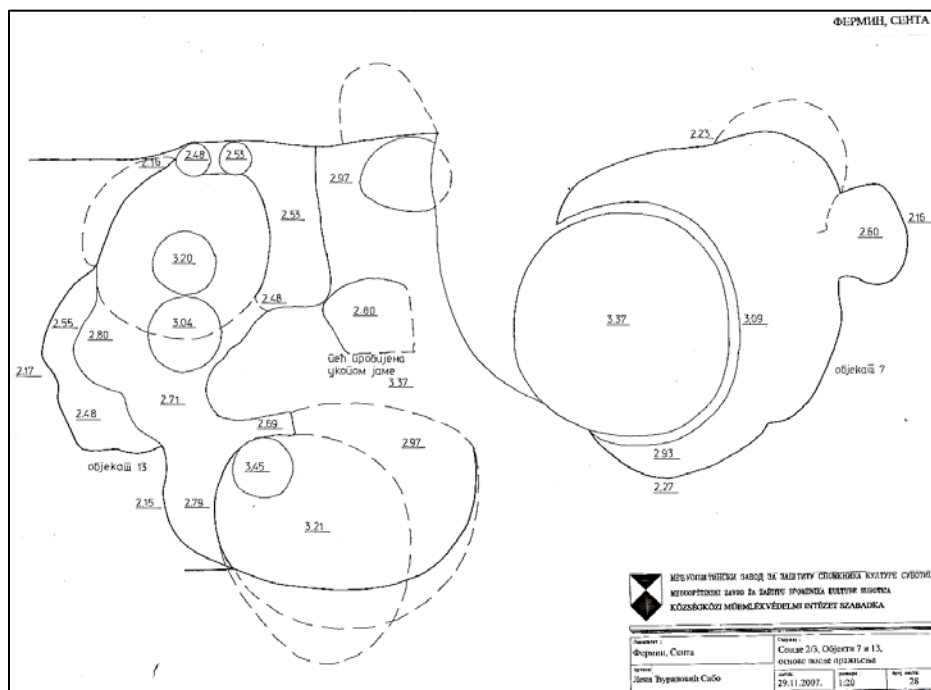 ФЕРМИН, СЕНТА
2.23
2.16
2.48
2.53
2.97
2.53
2.60
2.16
3.20
2.48
2.80
3.04
2.55
2.80
3.37
3.09
пећ пробијена
укопом јаме
3.37
2.17
објекат 7
2.71
2.48
2.69
2.97
2.93
објекат 13
3.45
2.27
2.15
2.79
3.21
МЕЂУОПШТИНСКИ ЗАВОД ЗА ЗАШТИТУ СПОМЕНИКА КУЛТУРЕ СУБОТИЦА
MEĐUOPŠTINSKI ZAVOD ZA ZAŠTITU SPOMENIKA KULTURE SUBOTICA
KÖZSÉGKÖZI MŰEMLÉKVÉDELMI INTÉZET SZABADKA
Фермин, Сента
Сонде 2/3, Објекти 7 и 13,
основе после пражњења
Сабо
29.11.2007.
1:20
28